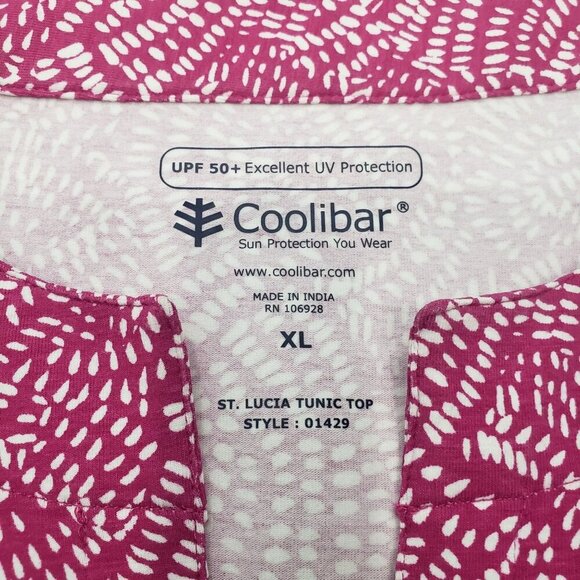 UPF 50+ Excellent UV Protection
Coolibar®
Sun Protection You Wear
www.coolibar.com
MADE IN INDIA
RN 106928
XL
ST. LUCIA TUNIC TOP
STYLE : 01429